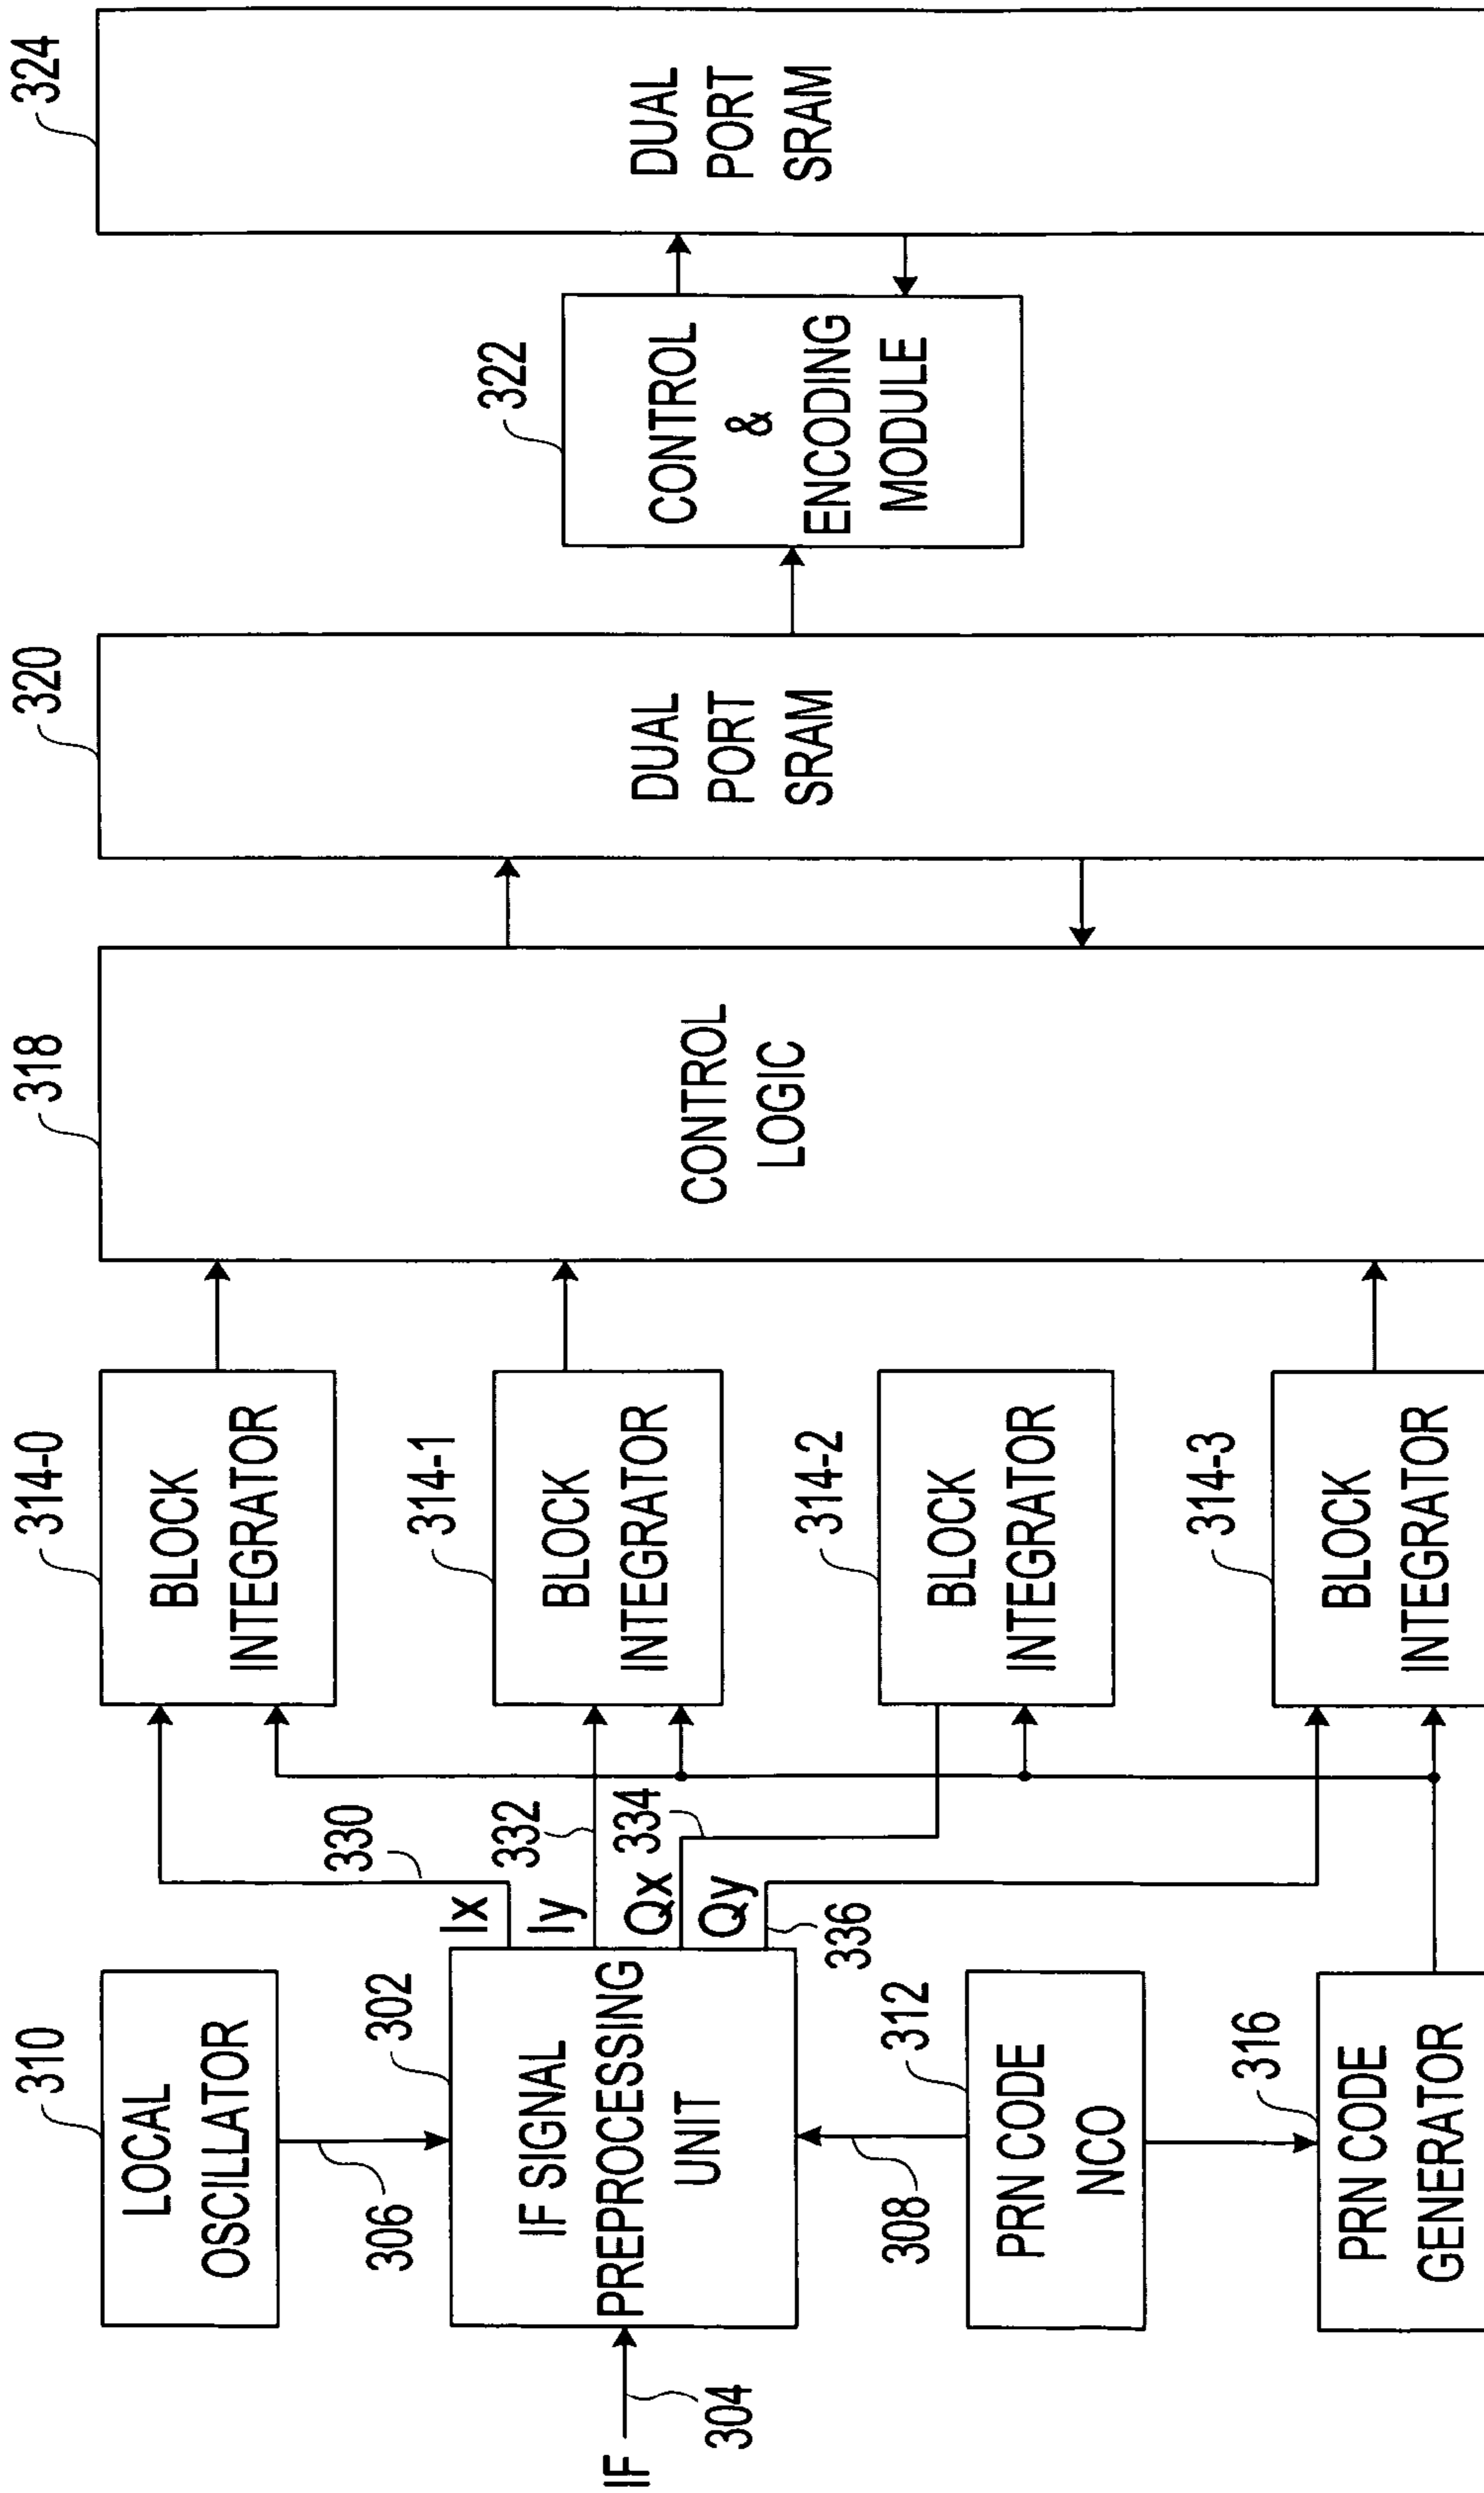 310
LOCAL
OSCILLATOR
306
302
IF SIGNAL
PREPROCESSING
UNIT
IF
304
308
312
PRN CODE
NCO
316
PRN CODE
GENERATOR
Ix
330
Iy
332
Qx
334
Qy
336
314-0
BLOCK
INTEGRATOR
314-1
BLOCK
INTEGRATOR
314-2
BLOCK
INTEGRATOR
314-3
BLOCK
INTEGRATOR
318
CONTROL
LOGIC
320
DUAL
PORT
SRAM
322
CONTROL
&
ENCODING
MODULE
324
DUAL
PORT
SRAM